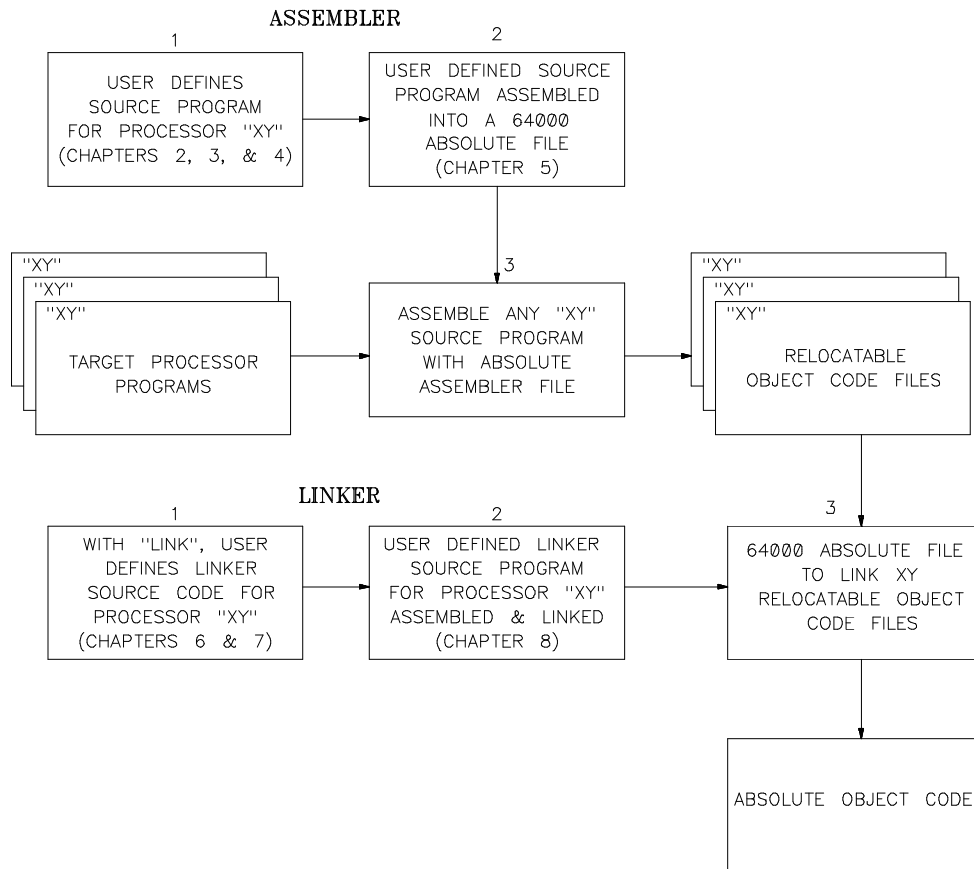 ASSEMBLER
1
USER DEFINES
SOURCE PROGRAM
FOR PROCESSOR "XY"
(CHAPTERS 2, 3, & 4)
2
USER DEFINED SOURCE
PROGRAM ASSEMBLED
INTO A 64000
ABSOLUTE FILE
(CHAPTER 5)
"XY"
"XY"
"XY"
TARGET PROCESSOR
PROGRAMS
3
ASSEMBLE ANY "XY"
SOURCE PROGRAM
WITH ABSOLUTE
ASSEMBLER FILE
"XY"
"XY"
"XY"
RELOCATABLE
OBJECT CODE FILES
LINKER
1
WITH "LINK", USER
DEFINES LINKER
SOURCE CODE FOR
PROCESSOR "XY"
(CHAPTERS 6 & 7)
2
USER DEFINED LINKER
SOURCE PROGRAM
FOR PROCESSOR "XY"
ASSEMBLED & LINKED
(CHAPTER 8)
3
64000 ABSOLUTE FILE
TO LINK XY
RELOCATABLE OBJECT
CODE FILES
ABSOLUTE OBJECT CODE